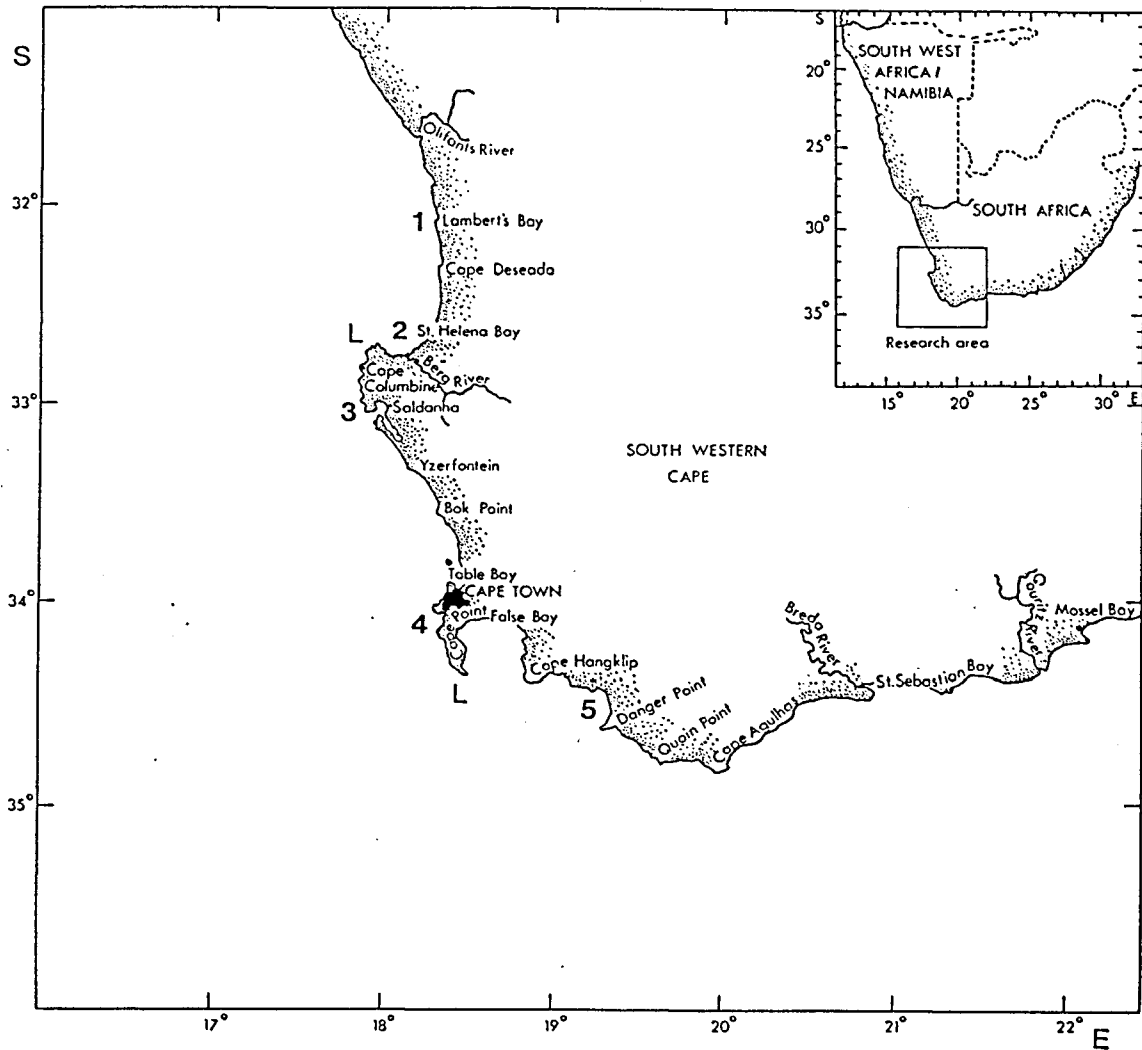 S
32°
33°
34°
35°
17°
18°
19°
20°
21°
22°
E
Olifants River
1
Lambert's Bay
Cape Deseada
2
St. Helena Bay
L
Berg River
Cape
Columbine
3
Saldanha
Yzerfontein
Bok Point
Table Bay
CAPE TOWN
4
Cape Point
False Bay
L
Cape Hangklip
5
Danger Point
Quoin Point
Cape Agulhas
Breda River
St. Sebastian Bay
Gouritz River
Mossel Bay
SOUTH WESTERN
CAPE
S
20°
25°
30°
35°
SOUTH WEST
AFRICA /
NAMIBIA
SOUTH AFRICA
Research area
15°
20°
25°
30°
E